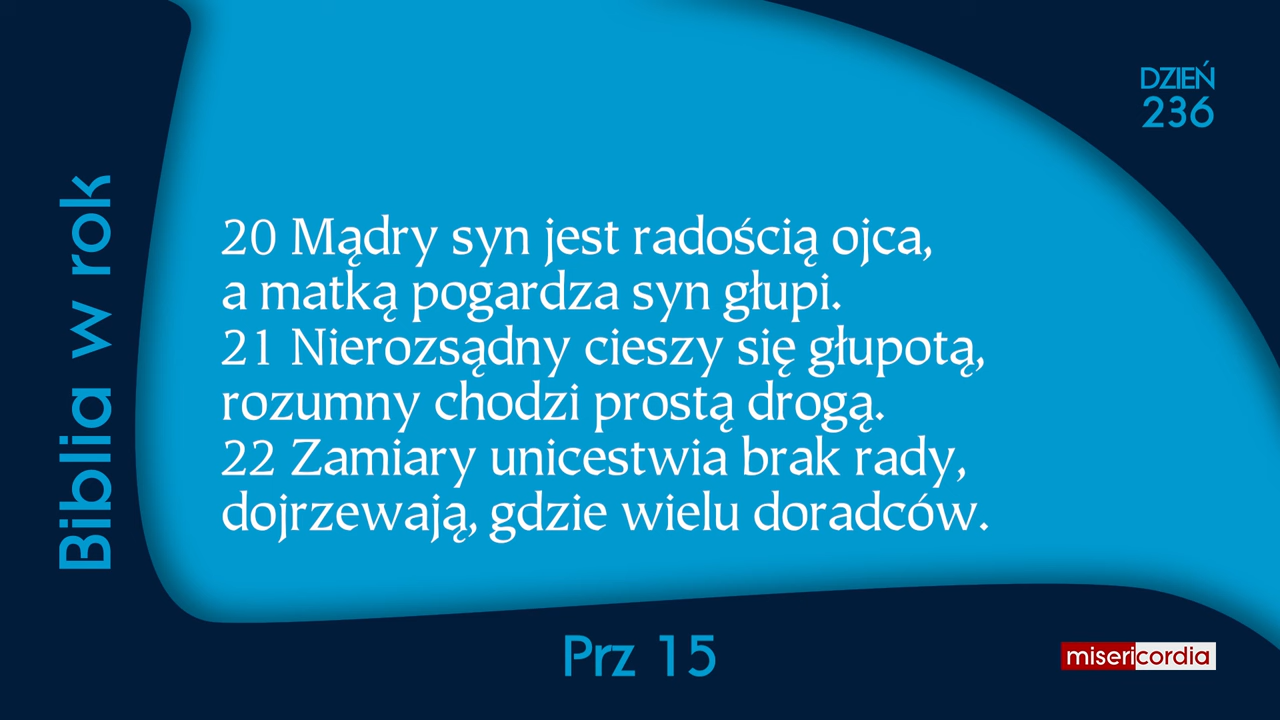 DZIEŃ
236
Biblia w rok
20 Mądry syn jest radością ojca,
a matką pogardza syn głupi.
21 Nierozsądny cieszy się głupotą,
rozumny chodzi prostą drogą.
22 Zamiary unicestwia brak rady,
dojrzewają, gdzie wielu doradców.
Prz 15
misericordia